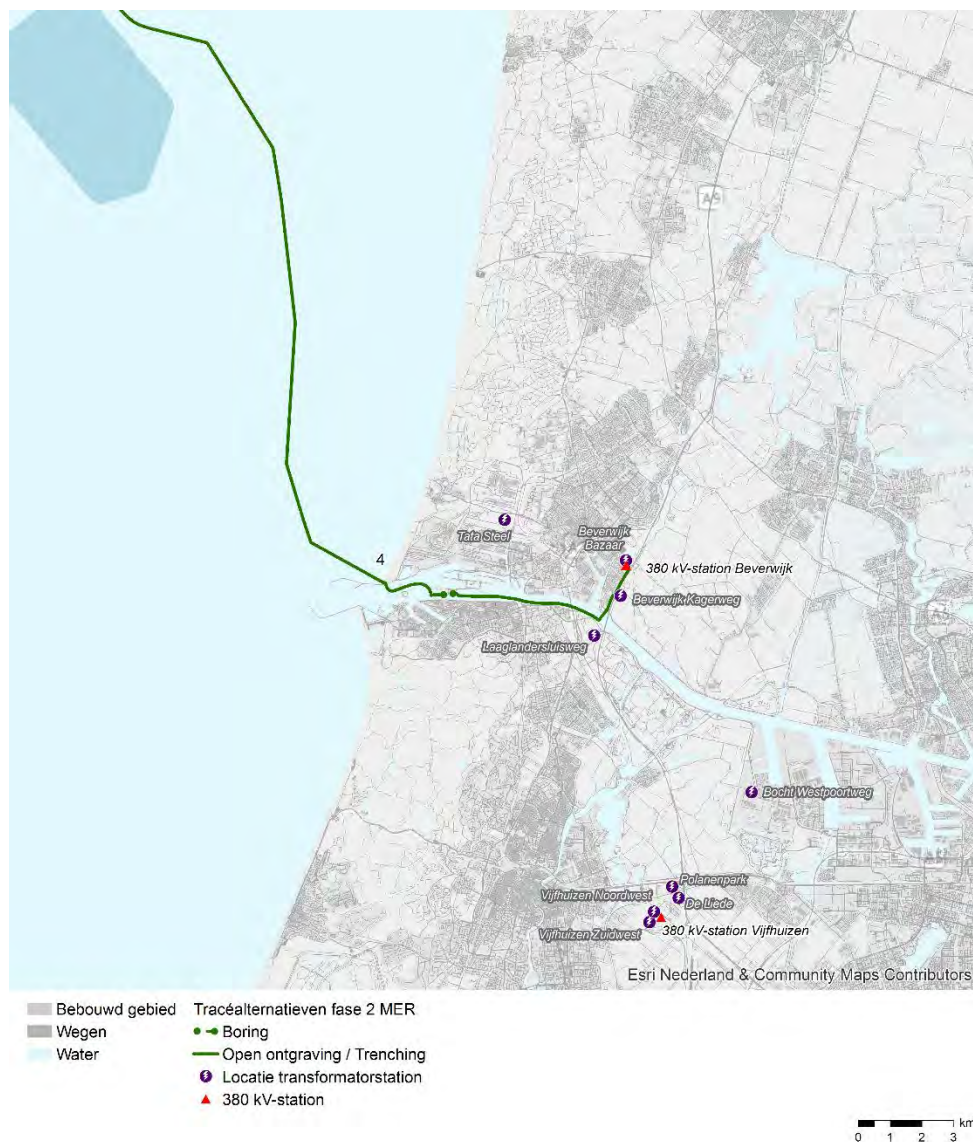 A9
4
Tata Steel
Beverwijk
Bazaar
380 kV-station Beverwijk
Beverwijk Kagerweg
Laaglandersluisweg
Bocht Westpoortweg
Polanenpark
Vijfhuizen Noordwest
De Liede
Vijfhuizen Zuidwest
380 kV-station Vijfhuizen
Esri Nederland & Community Maps Contributors
Bebouwd gebied
Wegen
Water
Tracéalternatieven fase 2 MER
Boring
Open ontgraving / Trenching
Locatie transformatorstation
380 kV-station
km
0 1 2 3